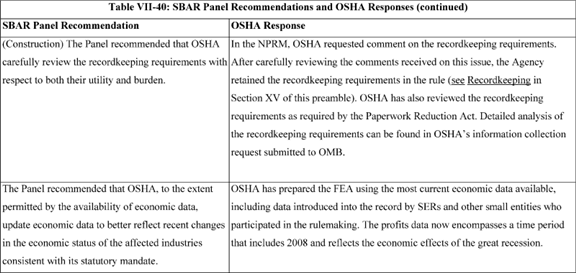 Table VII-40: SBAR Panel Recommendations and OSHA Responses (continued)
SBAR Panel Recommendation
OSHA Response
(Construction) The Panel recommended that OSHA
carefully review the recordkeeping requirements with
respect to both their utility and burden.
In the NPRM, OSHA requested comment on the recordkeeping requirements.
After carefully reviewing the comments received on this issue, the Agency
retained the recordkeeping requirements in the rule (see Recordkeeping in
Section XV of this preamble). OSHA has also reviewed the recordkeeping
requirements as required by the Paperwork Reduction Act. Detailed analysis of
the recordkeeping requirements can be found in OSHA's information collection
request submitted to OMB.
The Panel recommended that OSHA, to the extent
permitted by the availability of economic data,
update economic data to better reflect recent changes
in the economic status of the affected industries
consistent with its statutory mandate.
OSHA has prepared the FEA using the most current economic data available,
including data introduced into the record by SERs and other small entities who
participated in the rulemaking. The profits data now encompasses a time period
that includes 2008 and reflects the economic effects of the great recession.